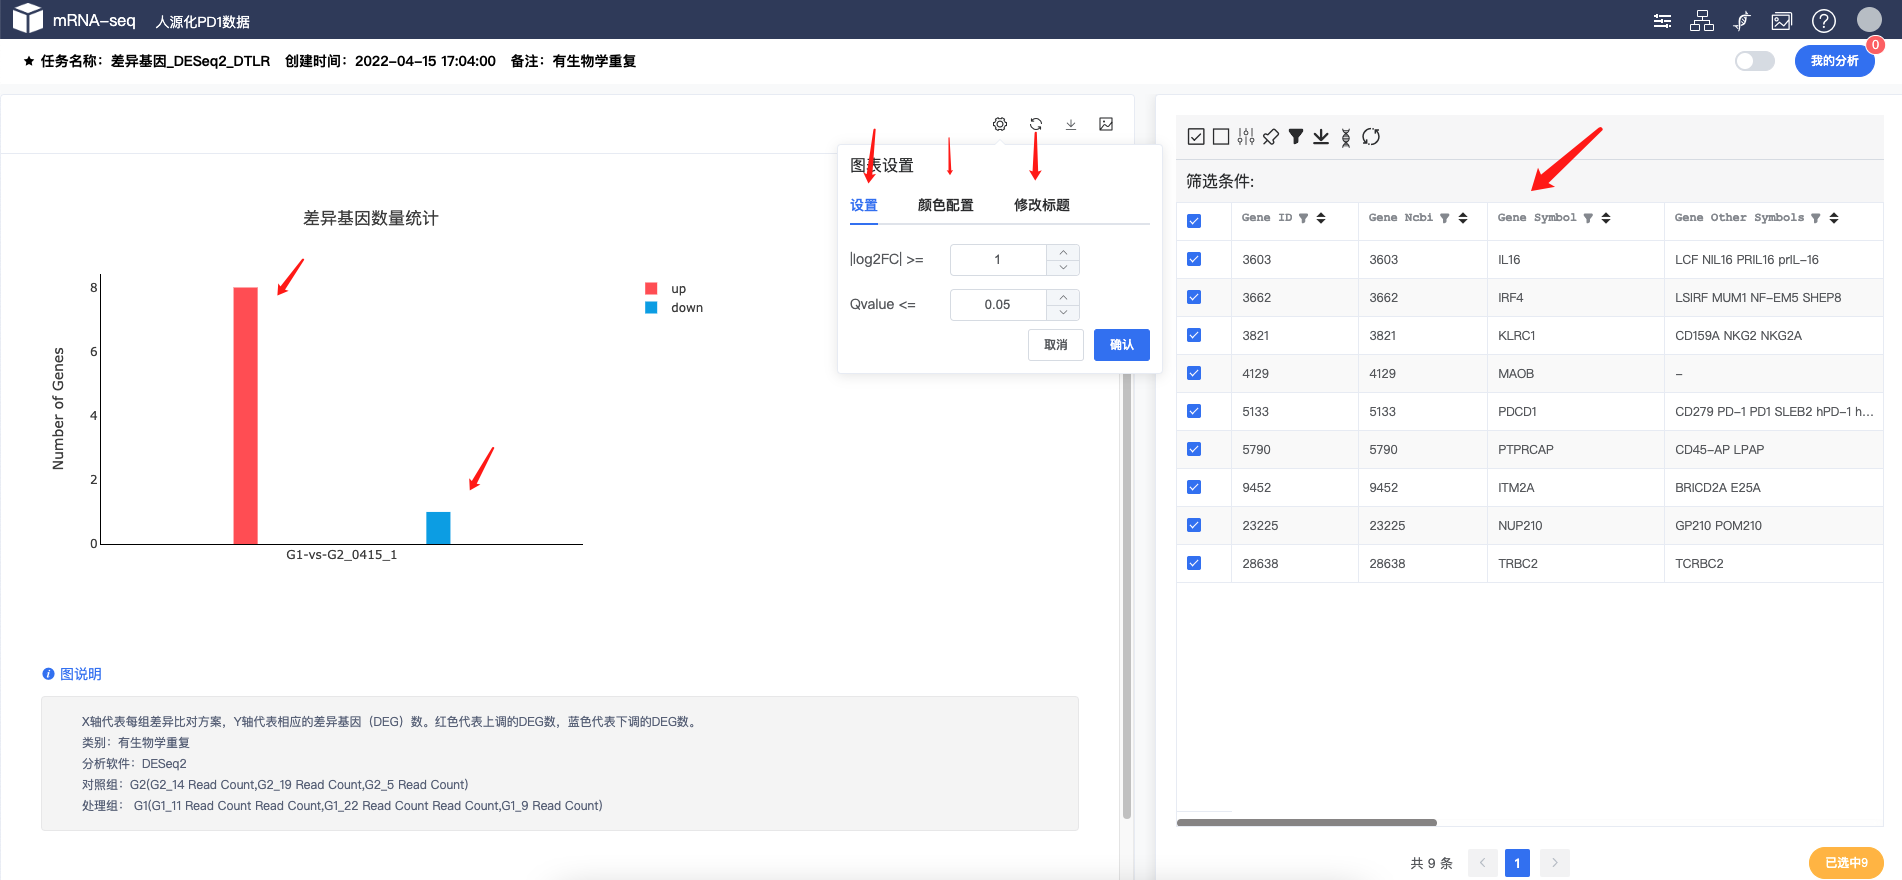 mRNA-seq 人源化PD1数据
0
★ 任务名称：差异基因_DESeq2_DTLR 创建时间：2022-04-15 17:04:00 备注：有生物学重复
我的分析
图表设置
设置 颜色配置 修改标题
|log2FC| >= 1
Qvalue <= 0.05
取消 确认
差异基因数量统计
up
down
Number of Genes
8
6
4
2
0
G1-vs-G2_0415_1
图说明
X轴代表每组差异比对方案，Y轴代表相应的差异基因（DEG）数。红色代表上调的DEG数，蓝色代表下调的DEG数。
类别：有生物学重复
分析软件：DESeq2
对照组：G2(G2_14 Read Count,G2_19 Read Count,G2_5 Read Count)
处理组： G1(G1_11 Read Count Read Count,G1_22 Read Count Read Count,G1_9 Read Count)
筛选条件:
Gene ID Gene Ncbi Gene Symbol Gene Other Symbols
3603 3603 IL16 LCF NIL16 PRIL16 prIL-16
3662 3662 IRF4 LSIRF MUM1 NF-EM5 SHEP8
3821 3821 KLRC1 CD159A NKG2 NKG2A
4129 4129 MAOB –
5133 5133 PDCD1 CD279 PD-1 PD1 SLEB2 hPD-1 h...
5790 5790 PTPRCAP CD45-AP LPAP
9452 9452 ITM2A BRICD2A E25A
23225 23225 NUP210 GP210 POM210
28638 28638 TRBC2 TCRBC2
共 9 条 < 1 >
已选中9